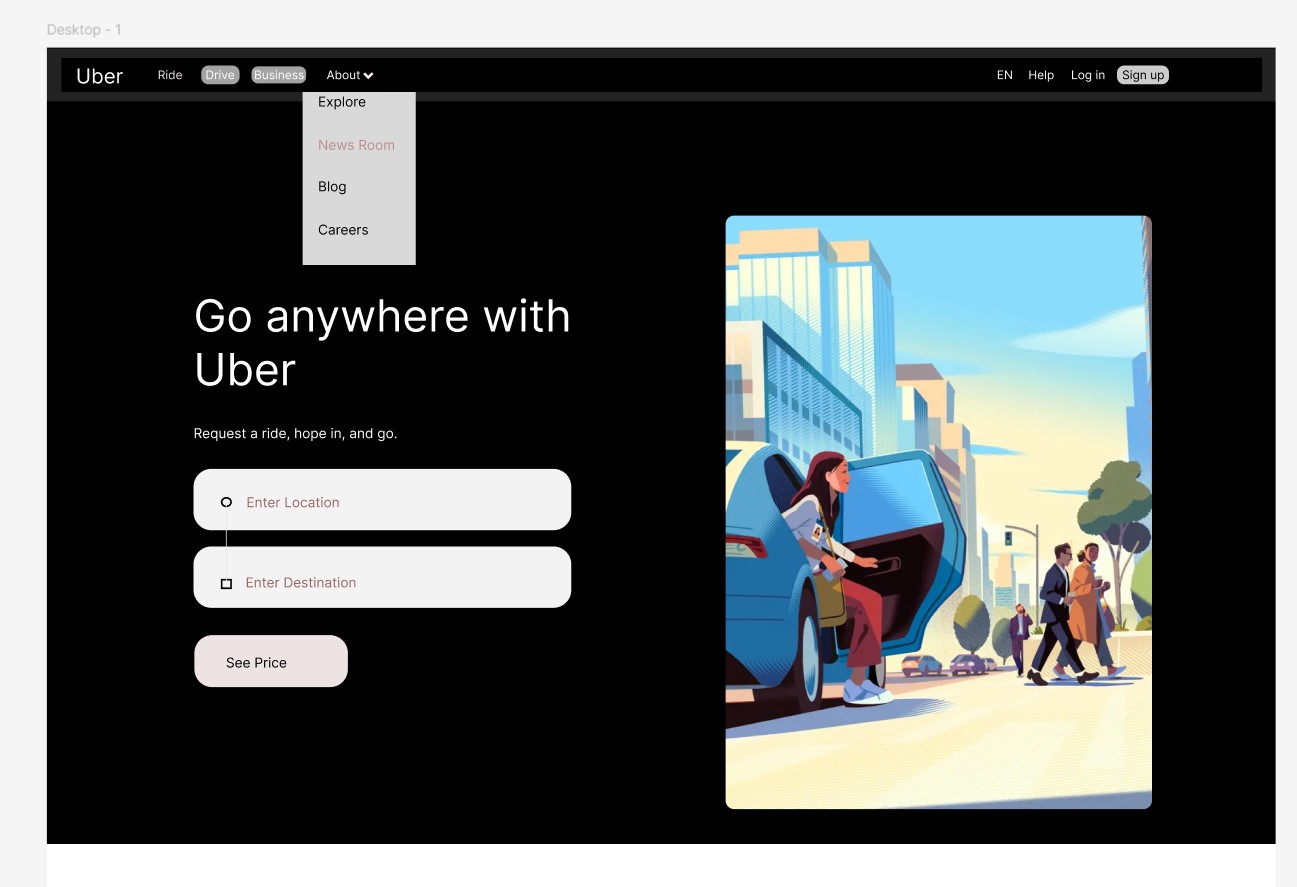 Desktop - 1
Uber Ride Drive Business About EN Help Log in Sign up
Explore
News Room
Blog
Careers
Go anywhere with
Uber
Request a ride, hope in, and go.
Enter Location
Enter Destination
See Price